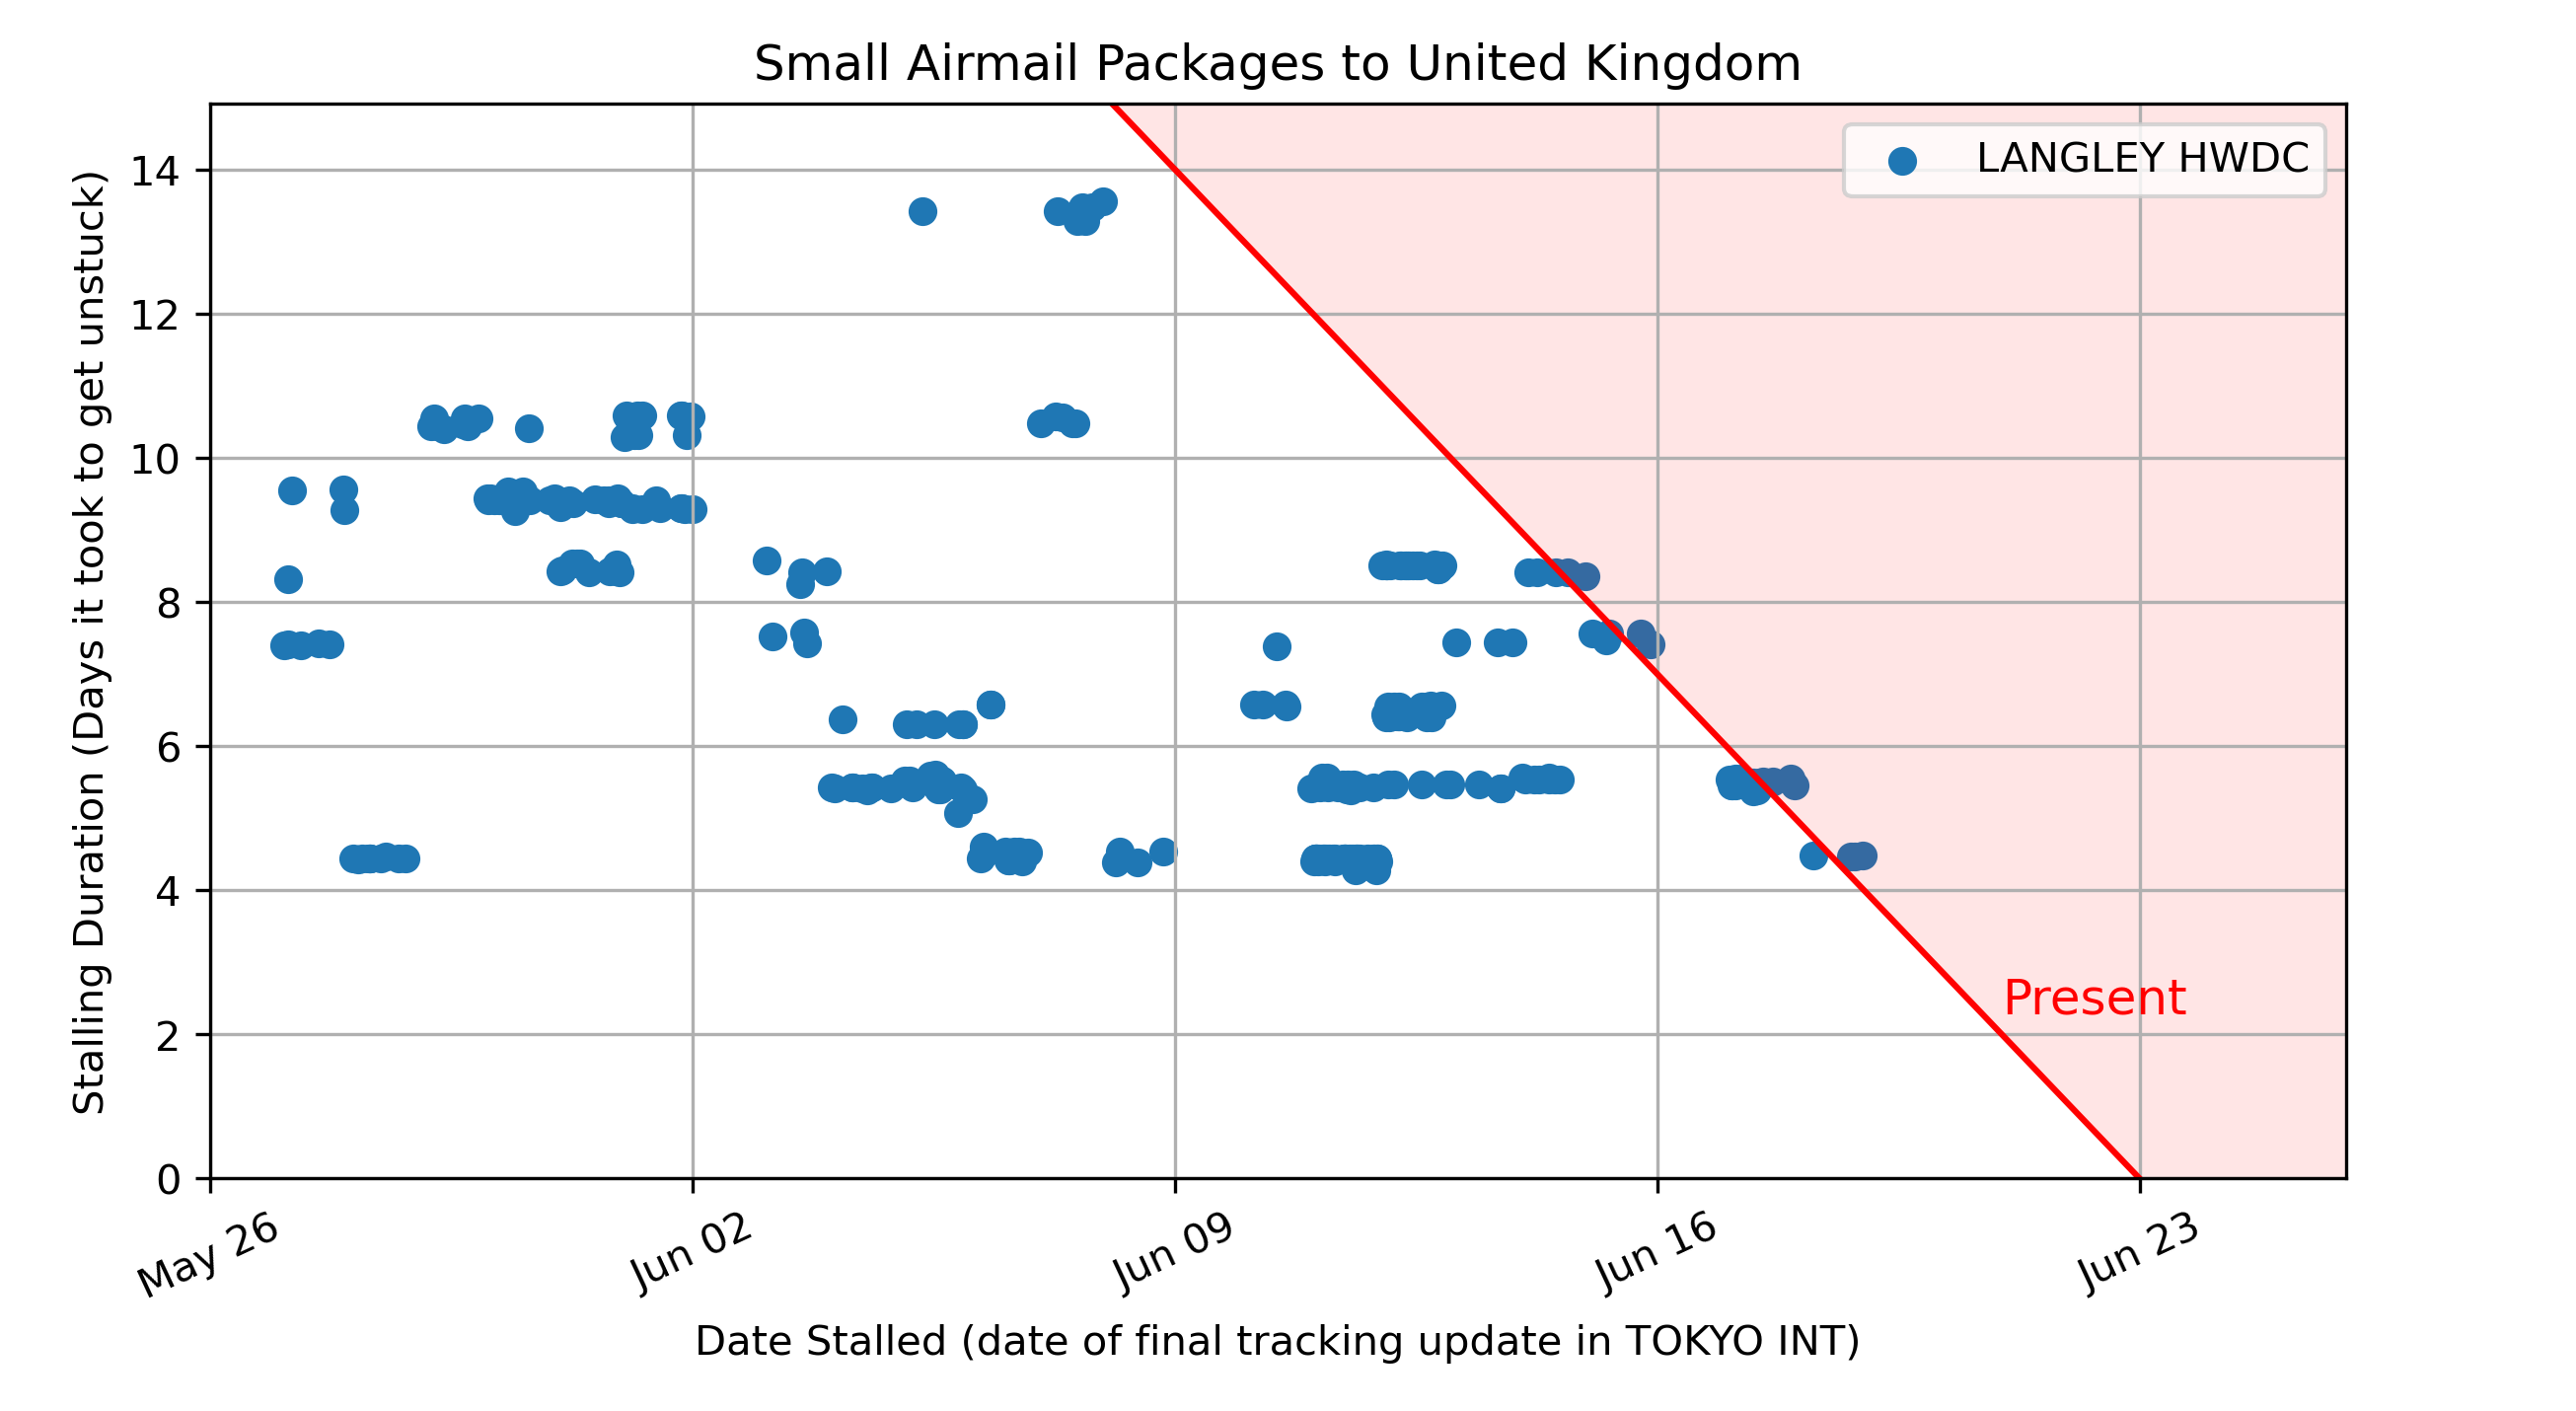 Small Airmail Packages to United Kingdom
LANGLEY HWDC
Stalling Duration (Days it took to get unstuck)
14
12
10
8
6
4
2
0
Present
May 26
Jun 02
Jun 09
Jun 16
Jun 23
Date Stalled (date of final tracking update in TOKYO INT)